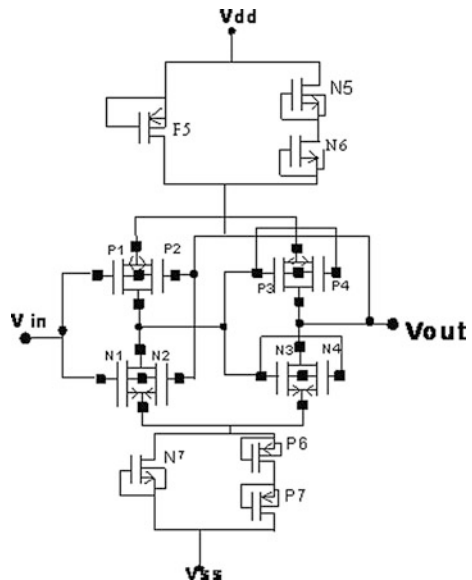 Vdd
N5
F5
N6
P1 P2
P3 P4
V in
Vout
N1 N2
N3 N4
N7
P6
P7
Vss